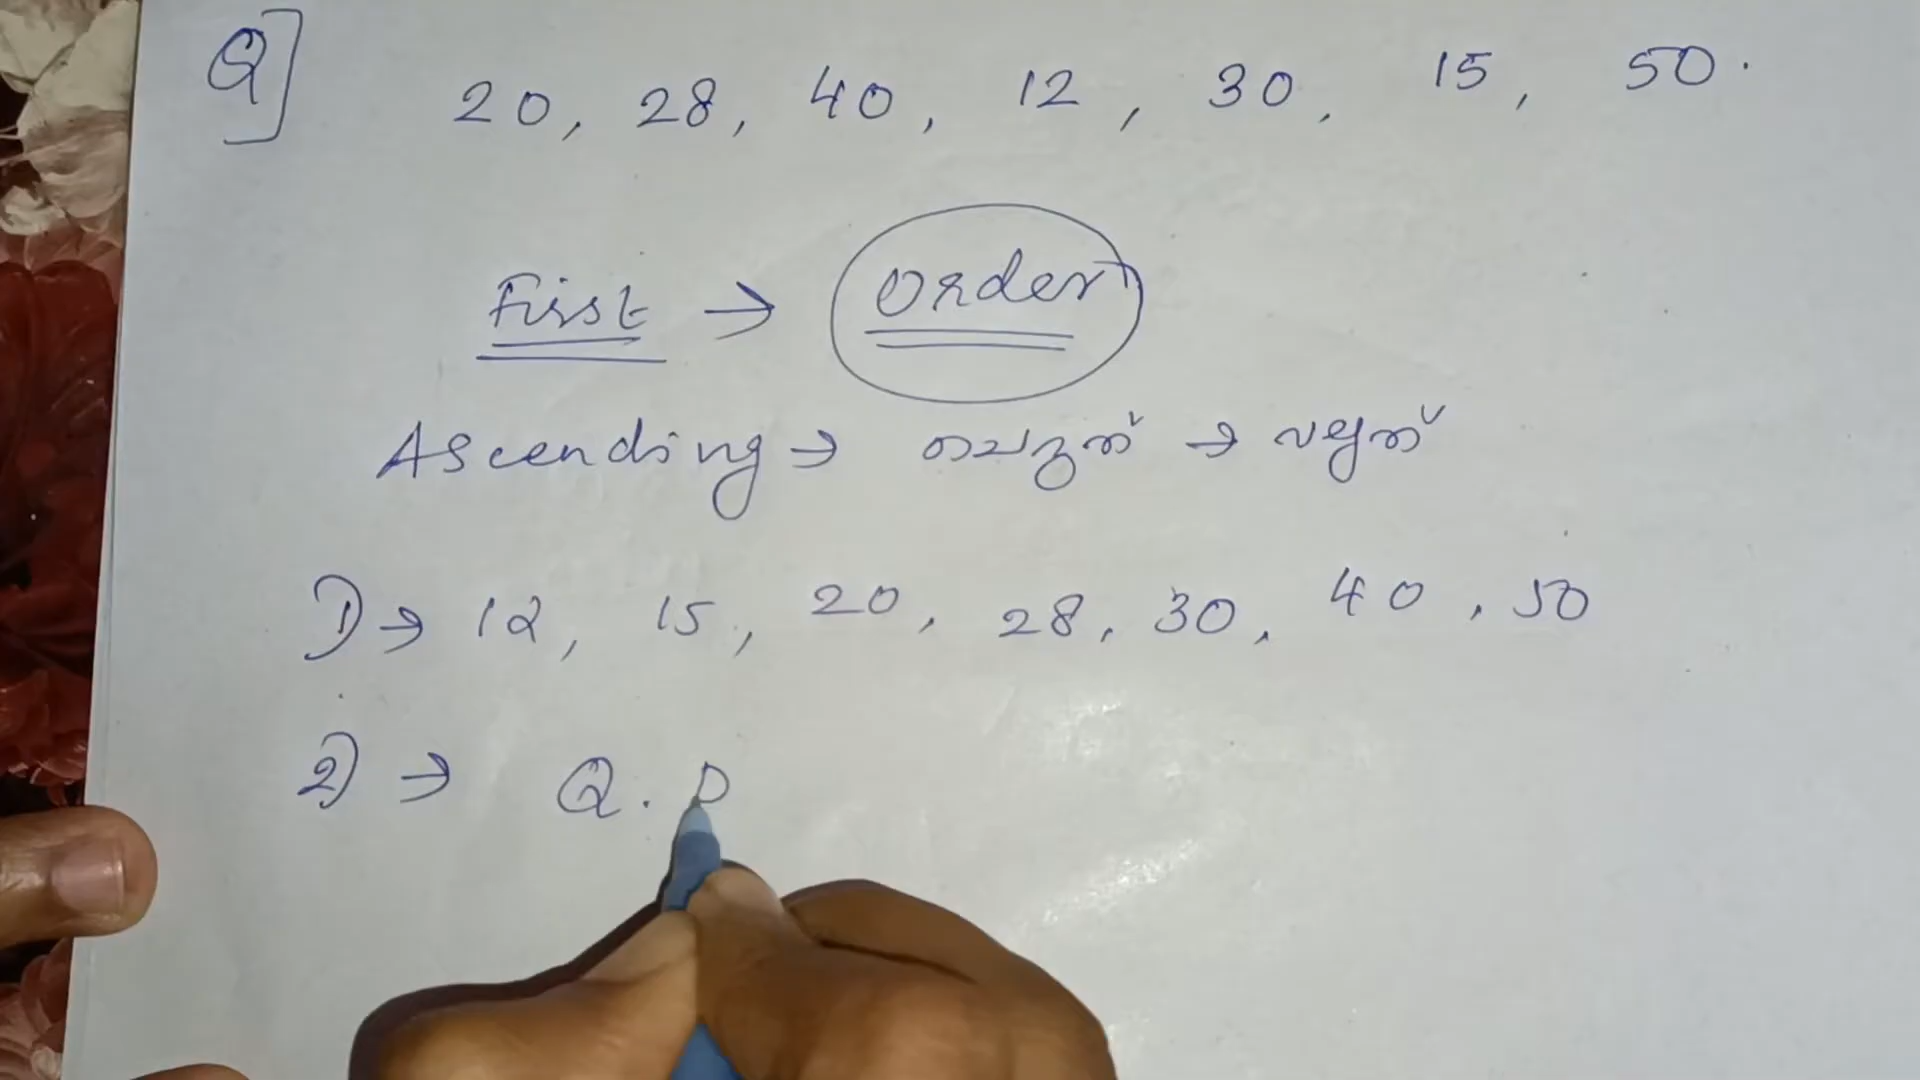 Q] 20, 28, 40, 12, 30, 15, 50.
First → Order
Ascending → ചെറുത് → വലുത്
1) → 12, 15, 20, 28, 30, 40, 50
2) → Q. D